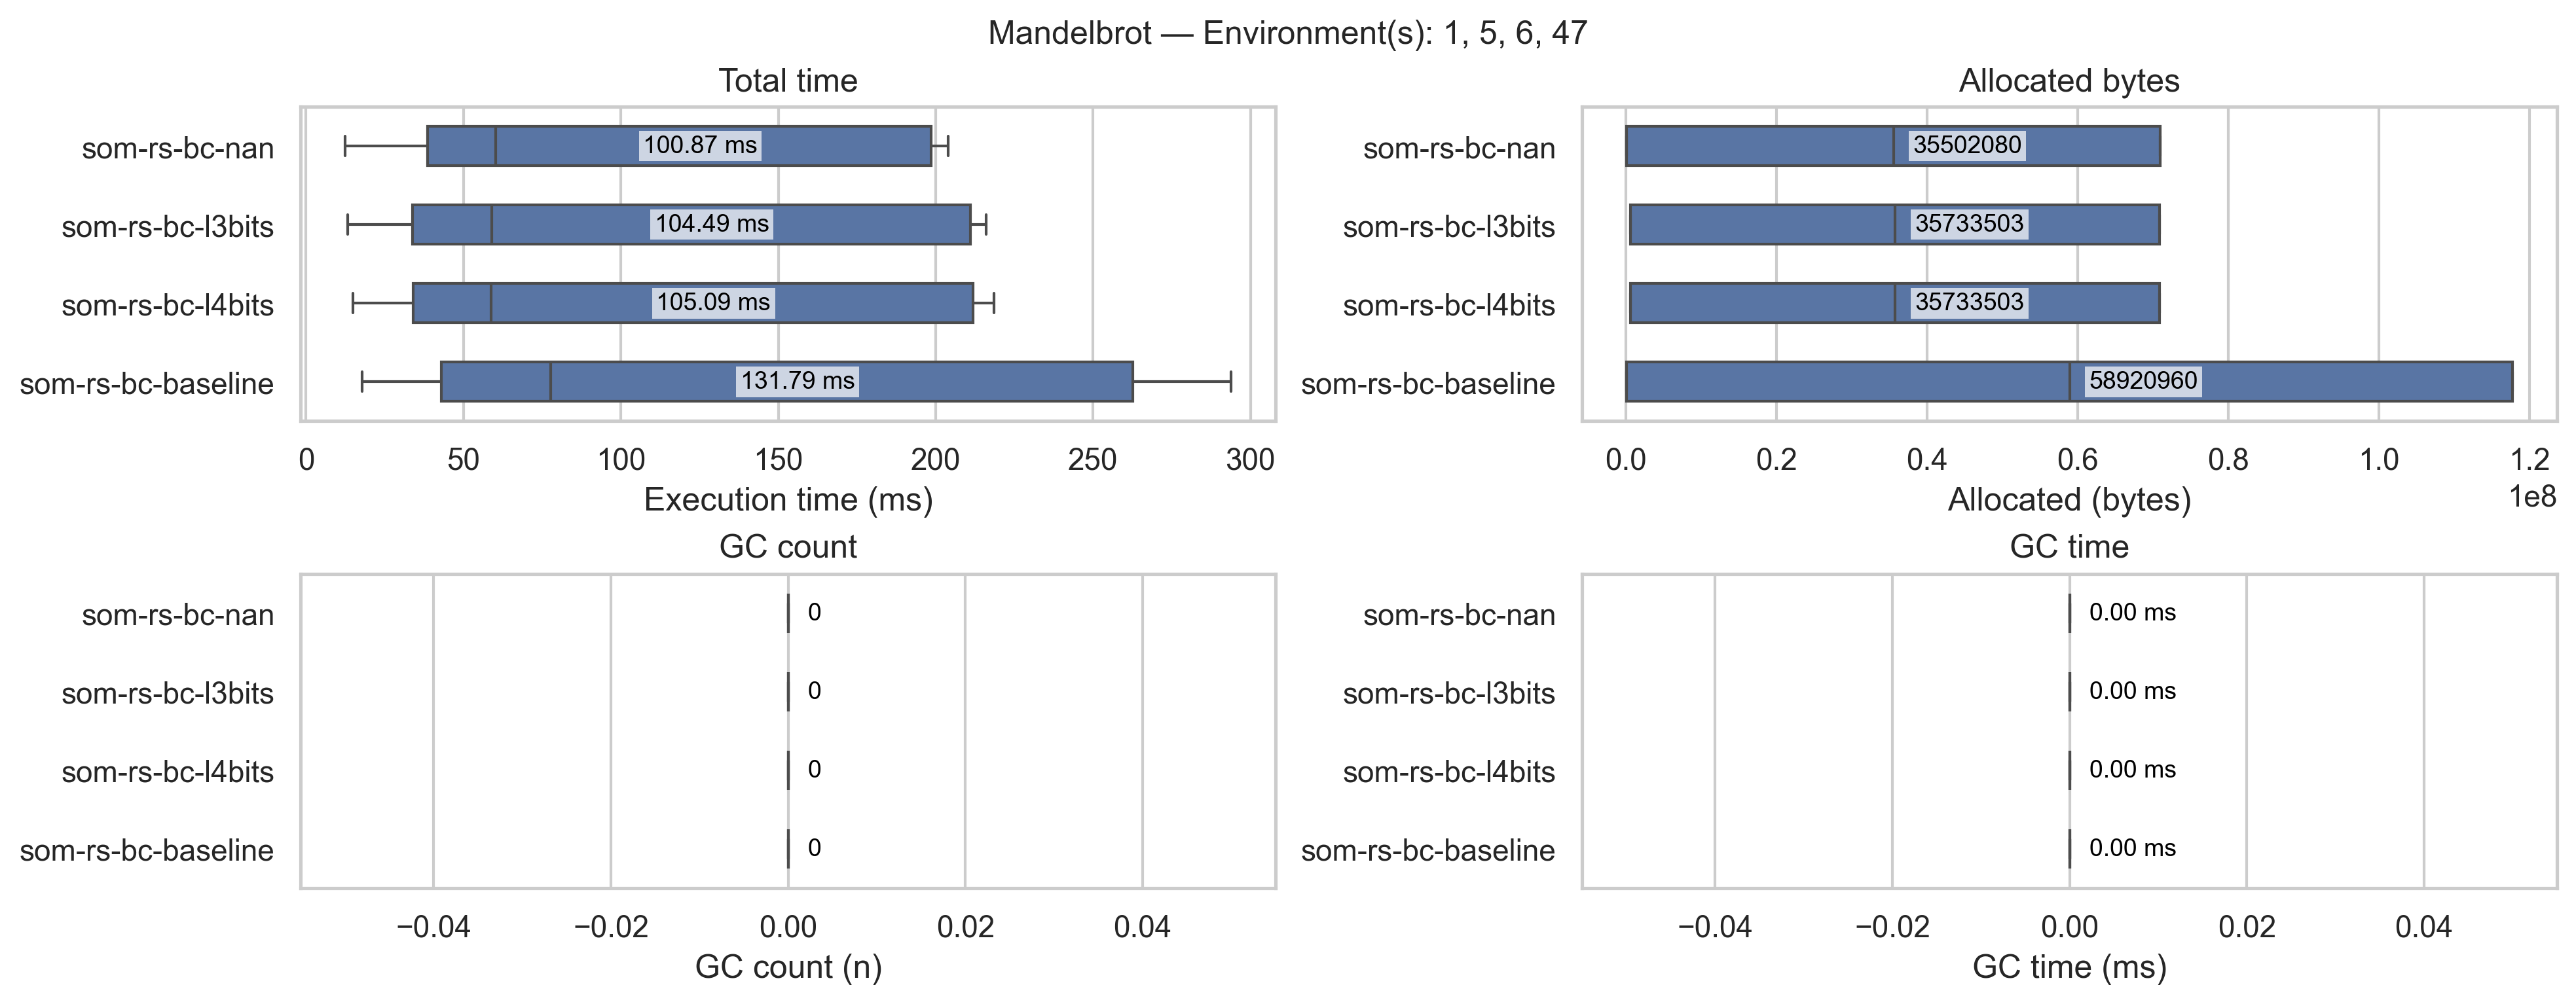 Mandelbrot — Environment(s): 1, 5, 6, 47
Total time
som-rs-bc-nan
100.87 ms
som-rs-bc-l3bits
104.49 ms
som-rs-bc-l4bits
105.09 ms
som-rs-bc-baseline
131.79 ms
0 50 100 150 200 250 300
Execution time (ms)
Allocated bytes
som-rs-bc-nan
35502080
som-rs-bc-l3bits
35733503
som-rs-bc-l4bits
35733503
som-rs-bc-baseline
58920960
0.0 0.2 0.4 0.6 0.8 1.0 1.2
1e8
Allocated (bytes)
GC count
som-rs-bc-nan
0
som-rs-bc-l3bits
0
som-rs-bc-l4bits
0
som-rs-bc-baseline
0
−0.04 −0.02 0.00 0.02 0.04
GC count (n)
GC time
som-rs-bc-nan
0.00 ms
som-rs-bc-l3bits
0.00 ms
som-rs-bc-l4bits
0.00 ms
som-rs-bc-baseline
0.00 ms
−0.04 −0.02 0.00 0.02 0.04
GC time (ms)